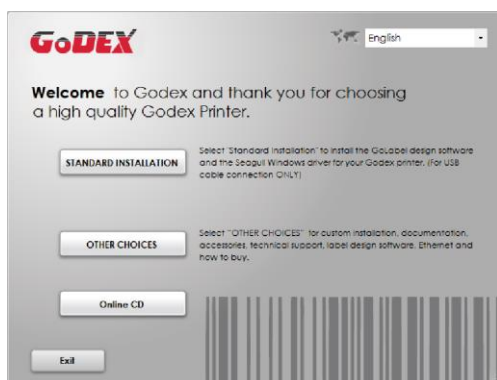 GODEX
English
Welcome to Godex and thank you for choosing
a high quality Godex Printer.
STANDARD INSTALLATION
Select "Standard Installation" to install the GoLabel design software
and the Seagull Windows driver for your Godex printer. (For USB
cable connection ONLY)
OTHER CHOICES
Select "OTHER CHOICES" for custom installation, documentation,
accessories, technical support, label design software, Ethernet and
how to buy.
Online CD
Exit